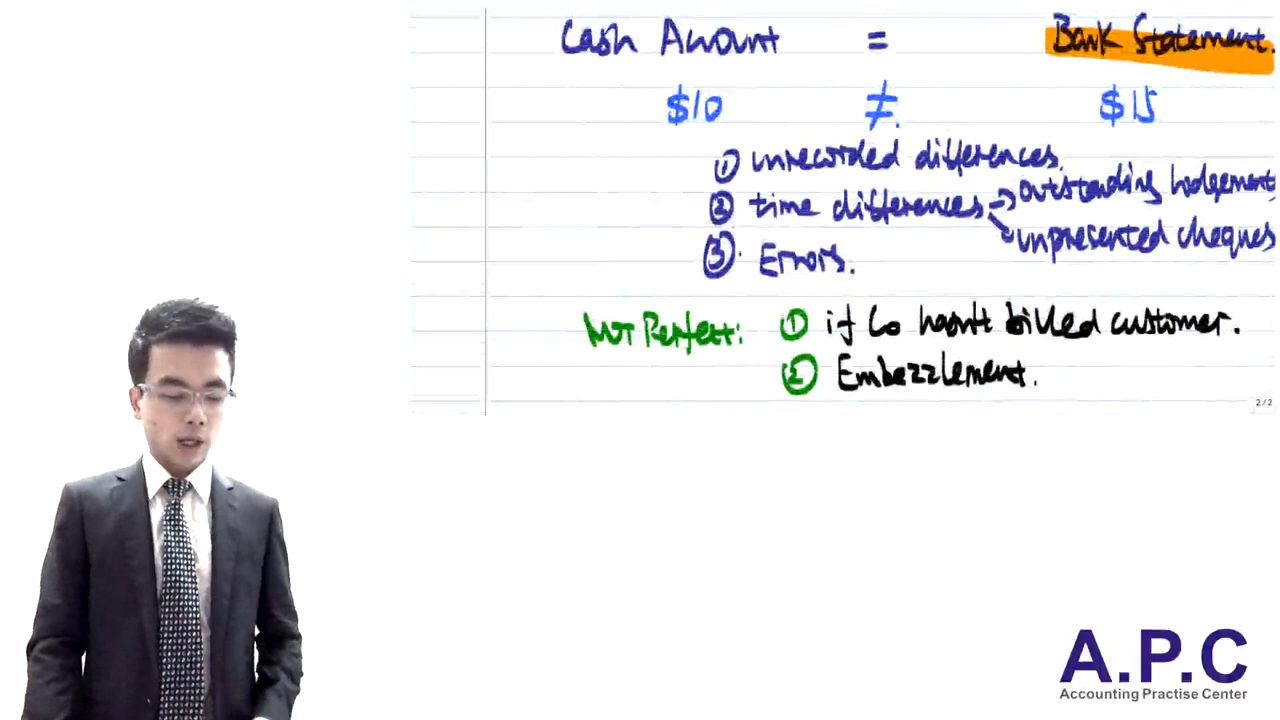 Cash Account = Bank Statement.
$10 ≠ $15
① unrecorded differences.
② time differences → outstanding lodgement,
→ unpresented cheques
③ Errors.
Not Perfect: ① if Co hasn't billed customer.
② Embezzlement.
2/2
A.P.C
Accounting Practise Center